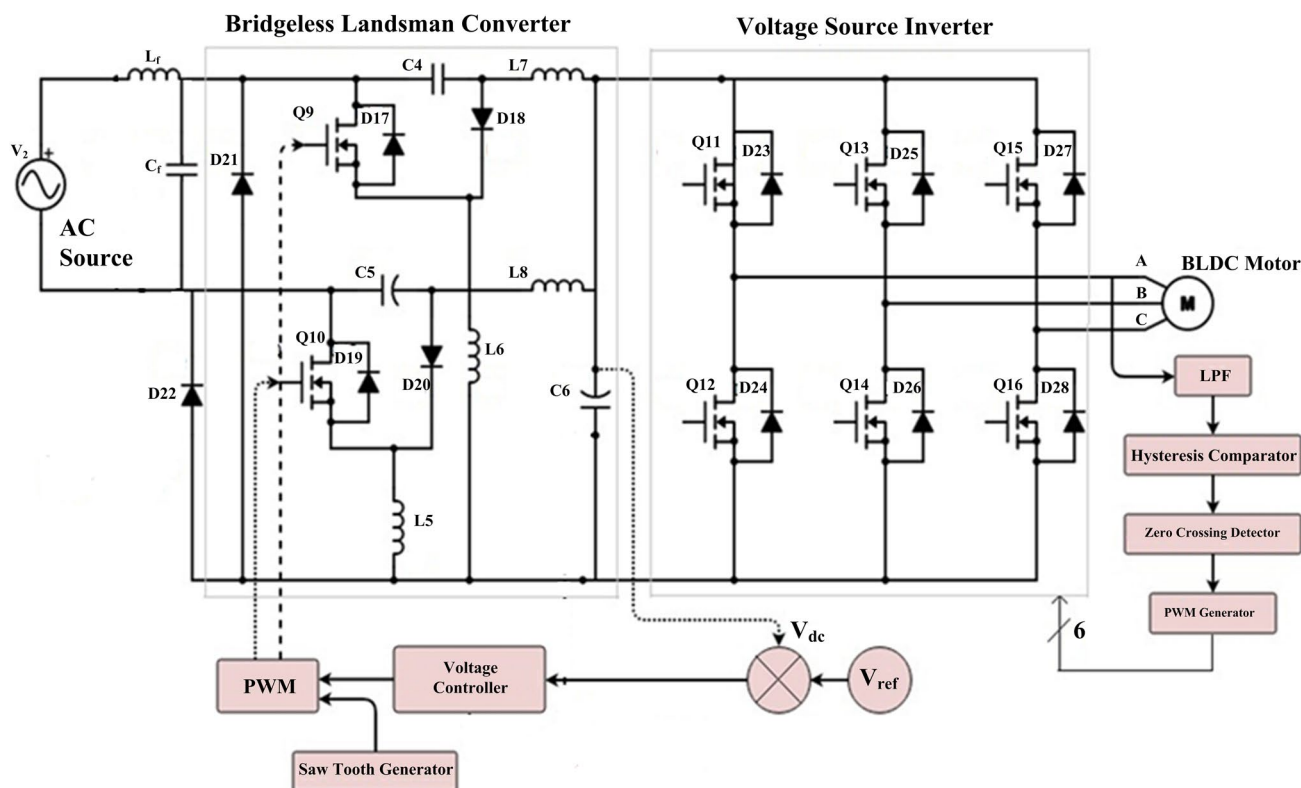 Bridgeless Landsman Converter
Voltage Source Inverter
Lf
C4
L7
Q9
D17
D18
V2
+
Cf
D21
AC
Source
Q11
D23
Q13
D25
Q15
D27
C5
L8
Q10
D19
D20
L6
D22
C6
L5
A
B
C
BLDC Motor
M
Q12
D24
Q14
D26
Q16
D28
LPF
Hysteresis Comparator
Zero Crossing Detector
PWM Generator
6
Vdc
Vref
Voltage
Controller
PWM
Saw Tooth Generator